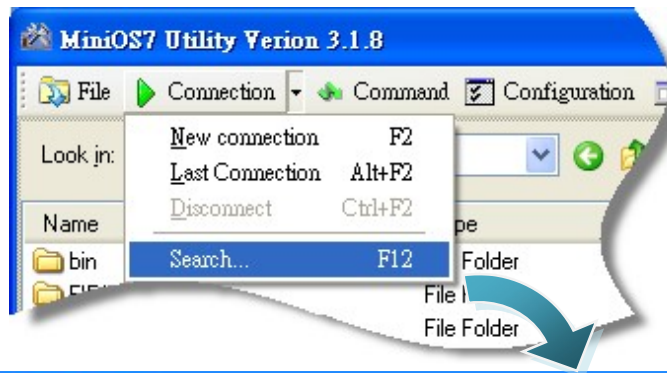 MiniOS7 Utility Verion 3.1.8
File Connection Command Configuration
New connection F2
Look in:
Last Connection Alt+F2
Disconnect Ctrl+F2
Name
Search... F12
bin Folder
File
File Folder